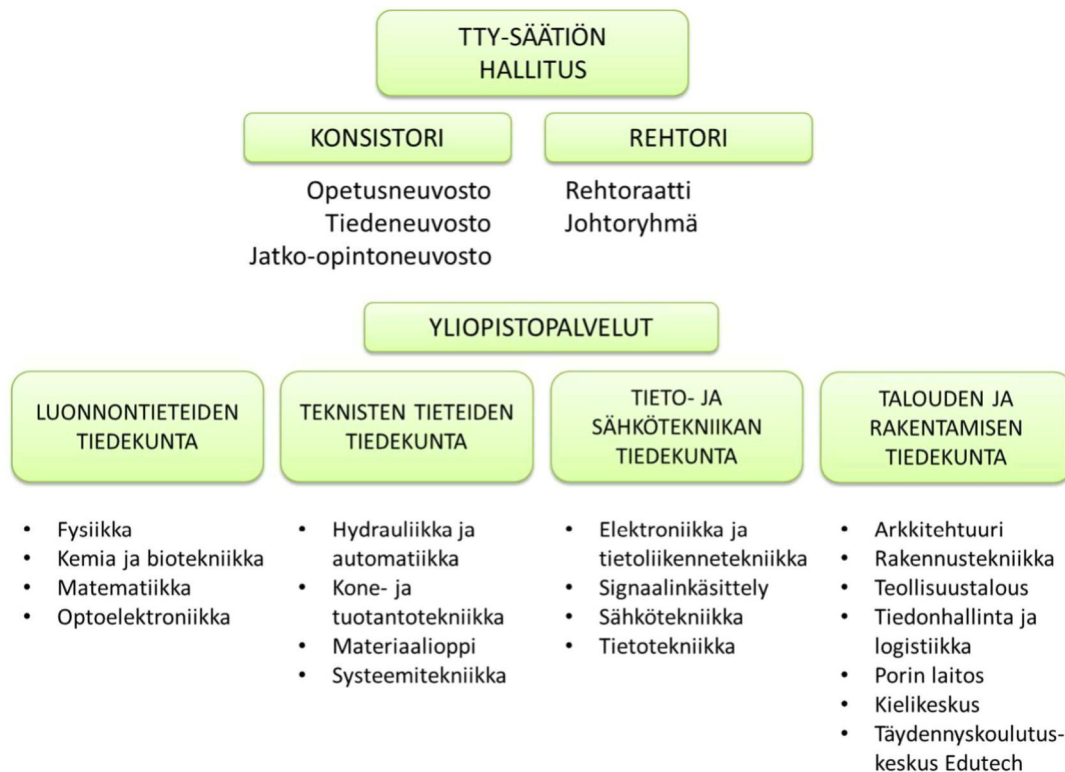 TTY-SÄÄTIÖN
HALLITUS
KONSISTORI
Opetusneuvosto
Tiedeneuvosto
Jatko-opintoneuvosto
REHTORI
Rehtoraatti
Johtoryhmä
YLIOPISTOPALVELUT
LUONNONTIETEIDEN
TIEDEKUNTA
• Fysiikka
• Kemia ja biotekniikka
• Matematiikka
• Optoelektroniikka
TEKNISTEN TIETEIDEN
TIEDEKUNTA
• Hydrauliikka ja
automatiikka
• Kone- ja
tuotantotekniikka
• Materiaalioppi
• Systeemitekniikka
TIETO- JA
SÄHKÖTEKNIIKAN
TIEDEKUNTA
• Elektroniikka ja
tietoliikennetekniikka
• Signaalinkäsittely
• Sähkötekniikka
• Tietotekniikka
TALOUDEN JA
RAKENTAMISEN
TIEDEKUNTA
• Arkkitehtuuri
• Rakennustekniikka
• Teollisuustalous
• Tiedonhallinta ja
logistiikka
• Porin laitos
• Kielikeskus
• Täydennyskoulutus-
keskus Edutech